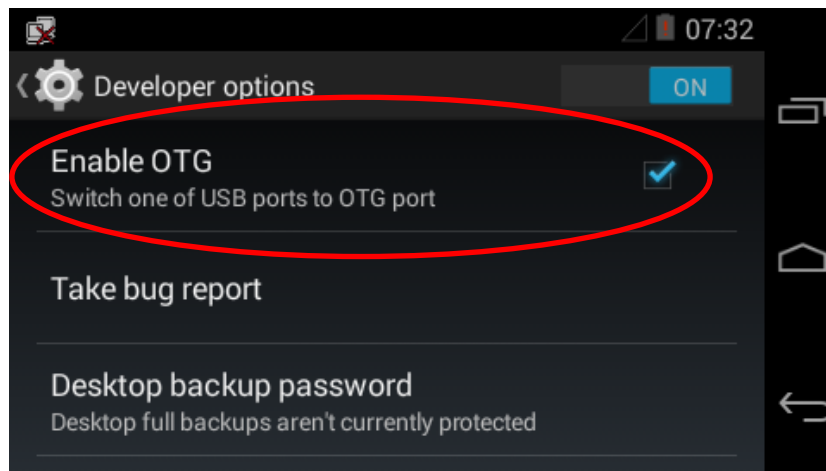 07:32
Developer options
ON
Enable OTG
Switch one of USB ports to OTG port
Take bug report
Desktop backup password
Desktop full backups aren't currently protected